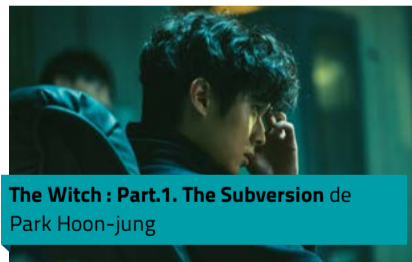 The Witch : Part.1. The Subversion de
Park Hoon-jung